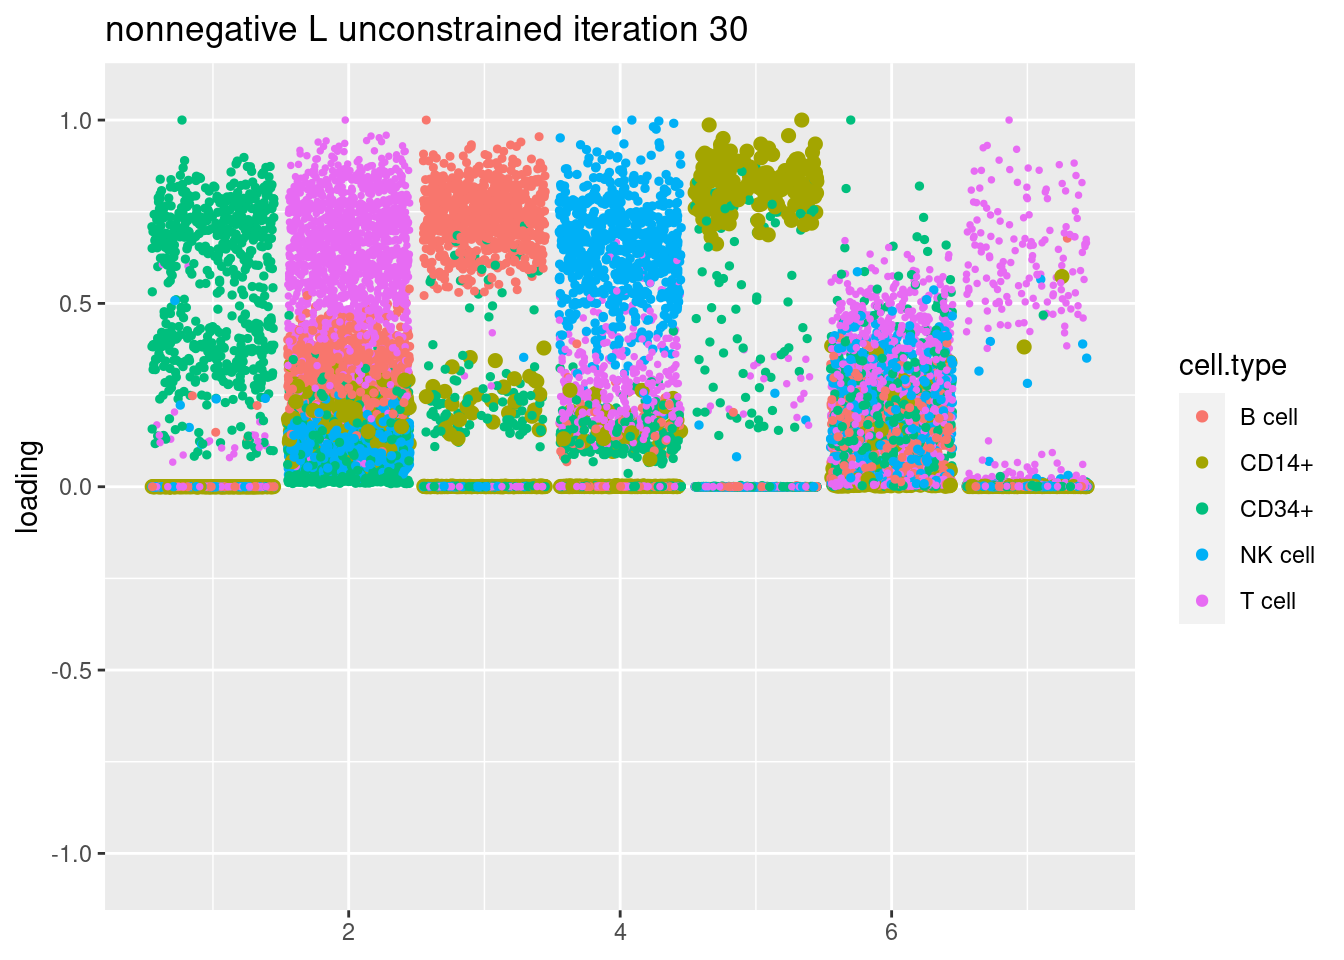 nonnegative L unconstrained iteration 30
1.0
0.5
0.0
-0.5
-1.0
loading
2
4
6
cell.type
B cell
CD14+
CD34+
NK cell
T cell